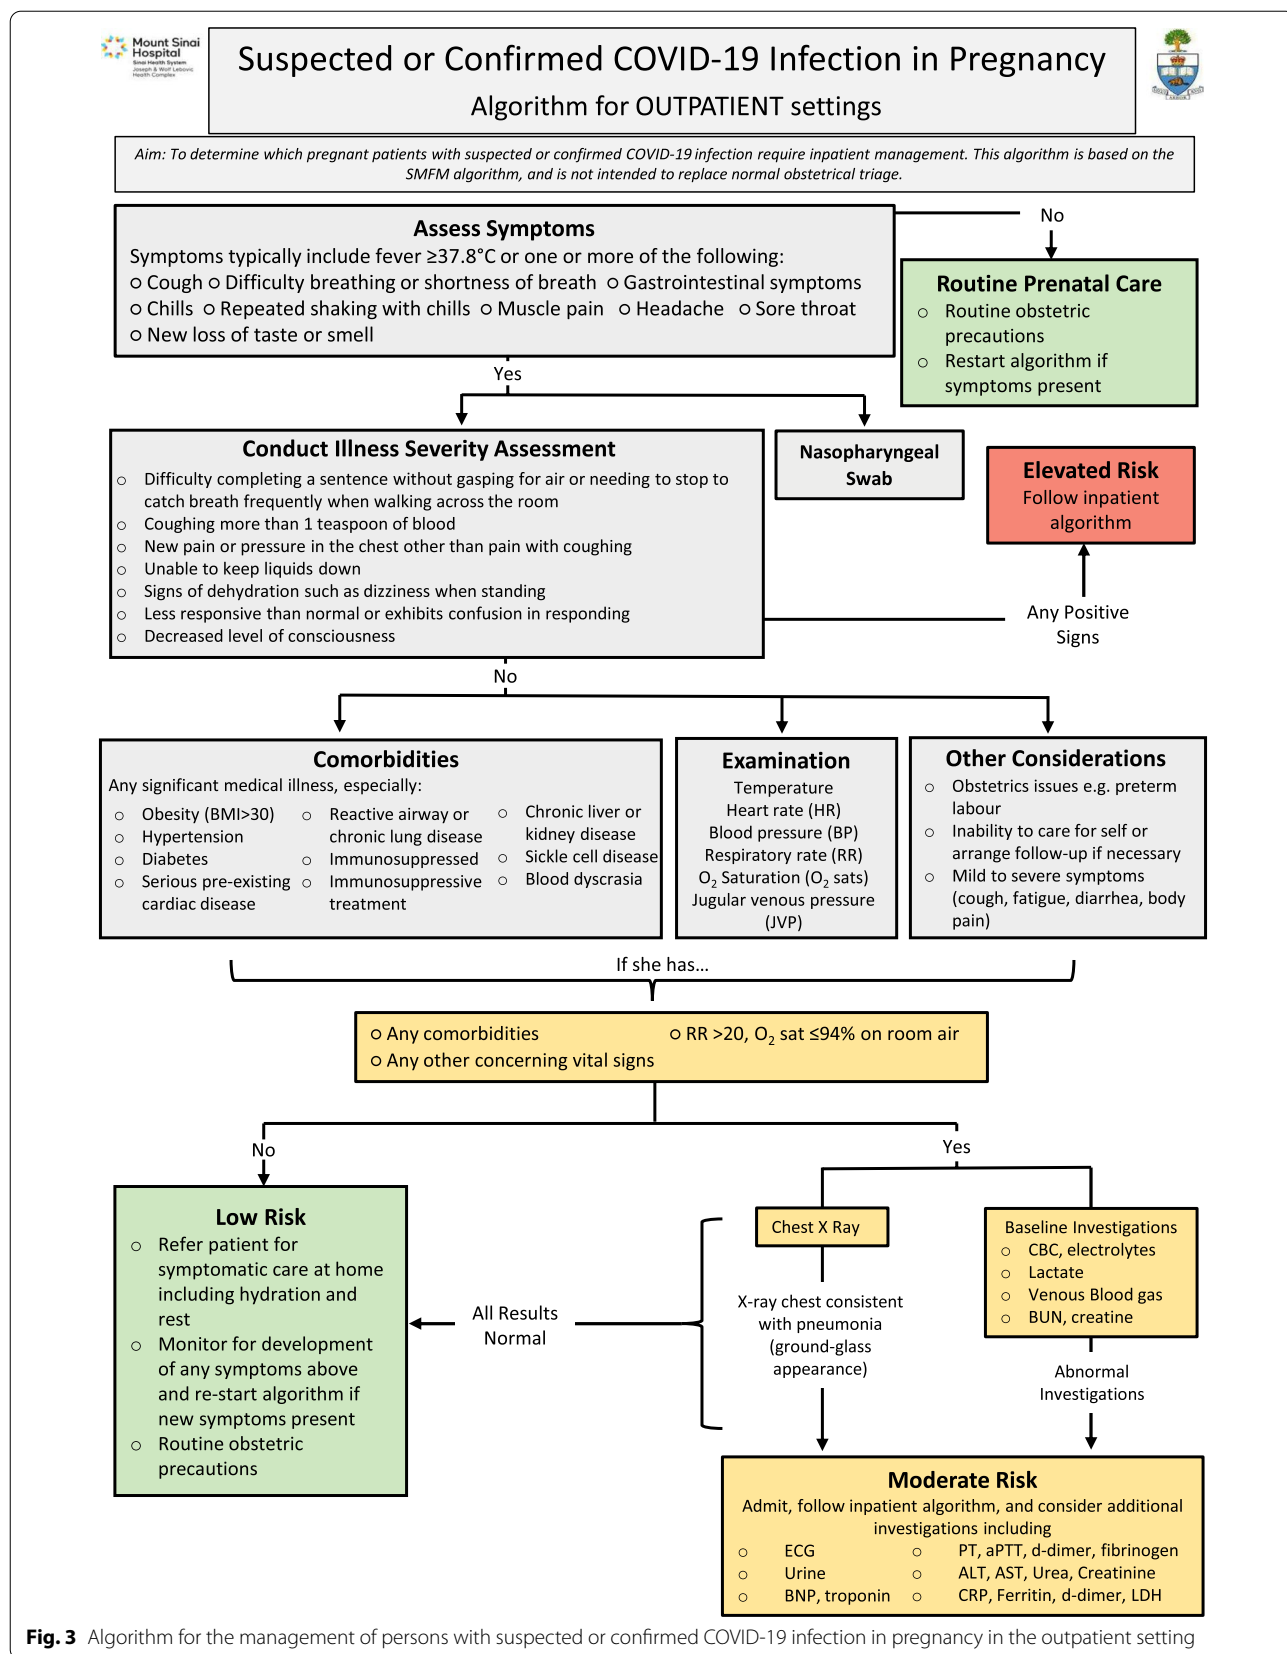 Mount Sinai
Hospital
Sinai Health System
Joseph & Wolf Lebovic
Health Complex
Suspected or Confirmed COVID-19 Infection in Pregnancy
Algorithm for OUTPATIENT settings
Aim: To determine which pregnant patients with suspected or confirmed COVID-19 infection require inpatient management. This algorithm is based on the
SMFM algorithm, and is not intended to replace normal obstetrical triage.
Assess Symptoms
Symptoms typically include fever ≥37.8°C or one or more of the following:
○ Cough ○ Difficulty breathing or shortness of breath ○ Gastrointestinal symptoms
○ Chills ○ Repeated shaking with chills ○ Muscle pain ○ Headache ○ Sore throat
○ New loss of taste or smell
No
Routine Prenatal Care
○ Routine obstetric
precautions
○ Restart algorithm if
symptoms present
Yes
Conduct Illness Severity Assessment
○ Difficulty completing a sentence without gasping for air or needing to stop to
catch breath frequently when walking across the room
○ Coughing more than 1 teaspoon of blood
○ New pain or pressure in the chest other than pain with coughing
○ Unable to keep liquids down
○ Signs of dehydration such as dizziness when standing
○ Less responsive than normal or exhibits confusion in responding
○ Decreased level of consciousness
Nasopharyngeal
Swab
Elevated Risk
Follow inpatient
algorithm
Any Positive
Signs
No
Comorbidities
Any significant medical illness, especially:
○ Obesity (BMI>30)
○ Hypertension
○ Diabetes
○ Serious pre-existing
cardiac disease
○ Reactive airway or
chronic lung disease
○ Immunosuppressed
○ Immunosuppressive
treatment
○ Chronic liver or
kidney disease
○ Sickle cell disease
○ Blood dyscrasia
Examination
Temperature
Heart rate (HR)
Blood pressure (BP)
Respiratory rate (RR)
O₂ Saturation (O₂ sats)
Jugular venous pressure
(JVP)
Other Considerations
○ Obstetrics issues e.g. preterm
labour
○ Inability to care for self or
arrange follow-up if necessary
○ Mild to severe symptoms
(cough, fatigue, diarrhea, body
pain)
If she has...
○ Any comorbidities ○ RR >20, O₂ sat ≤94% on room air
○ Any other concerning vital signs
No
Yes
Low Risk
○ Refer patient for
symptomatic care at home
including hydration and
rest
○ Monitor for development
of any symptoms above
and re-start algorithm if
new symptoms present
○ Routine obstetric
precautions
All Results
Normal
Chest X Ray
X-ray chest consistent
with pneumonia
(ground-glass
appearance)
Baseline Investigations
○ CBC, electrolytes
○ Lactate
○ Venous Blood gas
○ BUN, creatine
Abnormal
Investigations
Moderate Risk
Admit, follow inpatient algorithm, and consider additional
investigations including
○ ECG ○ PT, aPTT, d-dimer, fibrinogen
○ Urine ○ ALT, AST, Urea, Creatinine
○ BNP, troponin ○ CRP, Ferritin, d-dimer, LDH
Fig. 3 Algorithm for the management of persons with suspected or confirmed COVID-19 infection in pregnancy in the outpatient setting